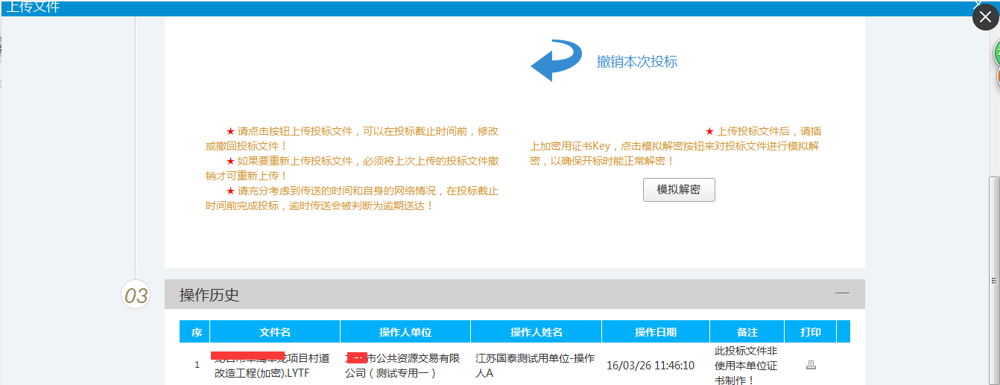 上传文件
撤销本次投标
★ 请点击按钮上传投标文件，可以在投标截止时间前，修改
或撤回投标文件！
★ 如果要重新上传投标文件，必须将上次上传的投标文件撤
销才可重新上传！
★ 请充分考虑到传送的时间和自身的网络情况，在投标截止
时间前完成投标，逾时传送会被判断为逾期送达！
★ 上传投标文件后，请插
上加密用证书Key，点击模拟解密按钮来对投标文件进行模拟解
密，以确保开标时能正常解密！
模拟解密
03
操作历史
序 文件名 操作人单位 操作人姓名 操作日期 备注 打印
1
项目村道
改造工程(加密).LYTF
市公共资源交易有限
公司（测试专用一）
江苏国泰测试用单位-操作
人A
16/03/26 11:46:10
此投标文件非
使用本单位证
书制作！